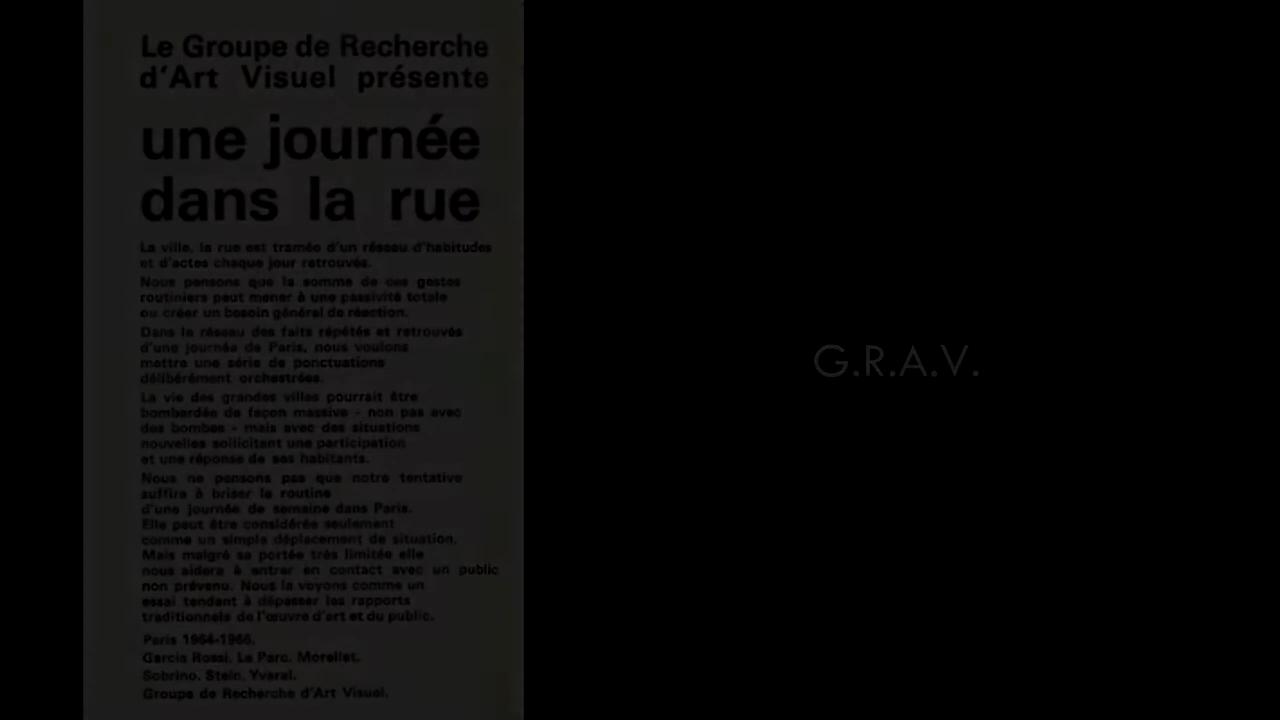 Le Groupe de Recherche
d'Art Visuel présente
une journée
dans la rue
La ville, la rue est tramée d'un réseau d'habitudes
et d'actes chaque jour retrouvés.
Nous pensons que la somme de ces gestes
routiniers peut mener à une passivité totale
ou créer un besoin général de réaction.
Dans le réseau des faits répétés et retrouvés
d'une journée de Paris, nous voulons
mettre une série de ponctuations
délibérément orchestrées.
La vie des grandes villes pourrait être
bombardée de façon massive - non pas avec
des bombes - mais avec des situations
nouvelles sollicitant une participation
et une réponse de ses habitants.
Nous ne pensons pas que notre tentative
suffira à briser la routine
d'une journée de semaine dans Paris.
Elle peut être considérée seulement
comme un simple déplacement de situation.
Mais malgré sa portée très limitée elle
nous aidera à entrer en contact avec un public
non prévenu. Nous la voyons comme un
essai tendant à dépasser les rapports
traditionnels de l'œuvre d'art et du public.
Paris 1964-1966.
Garcia Rossi. Le Parc. Morellet.
Sobrino. Stein. Yvaral.
Groupe de Recherche d'Art Visuel.
G.R.A.V.